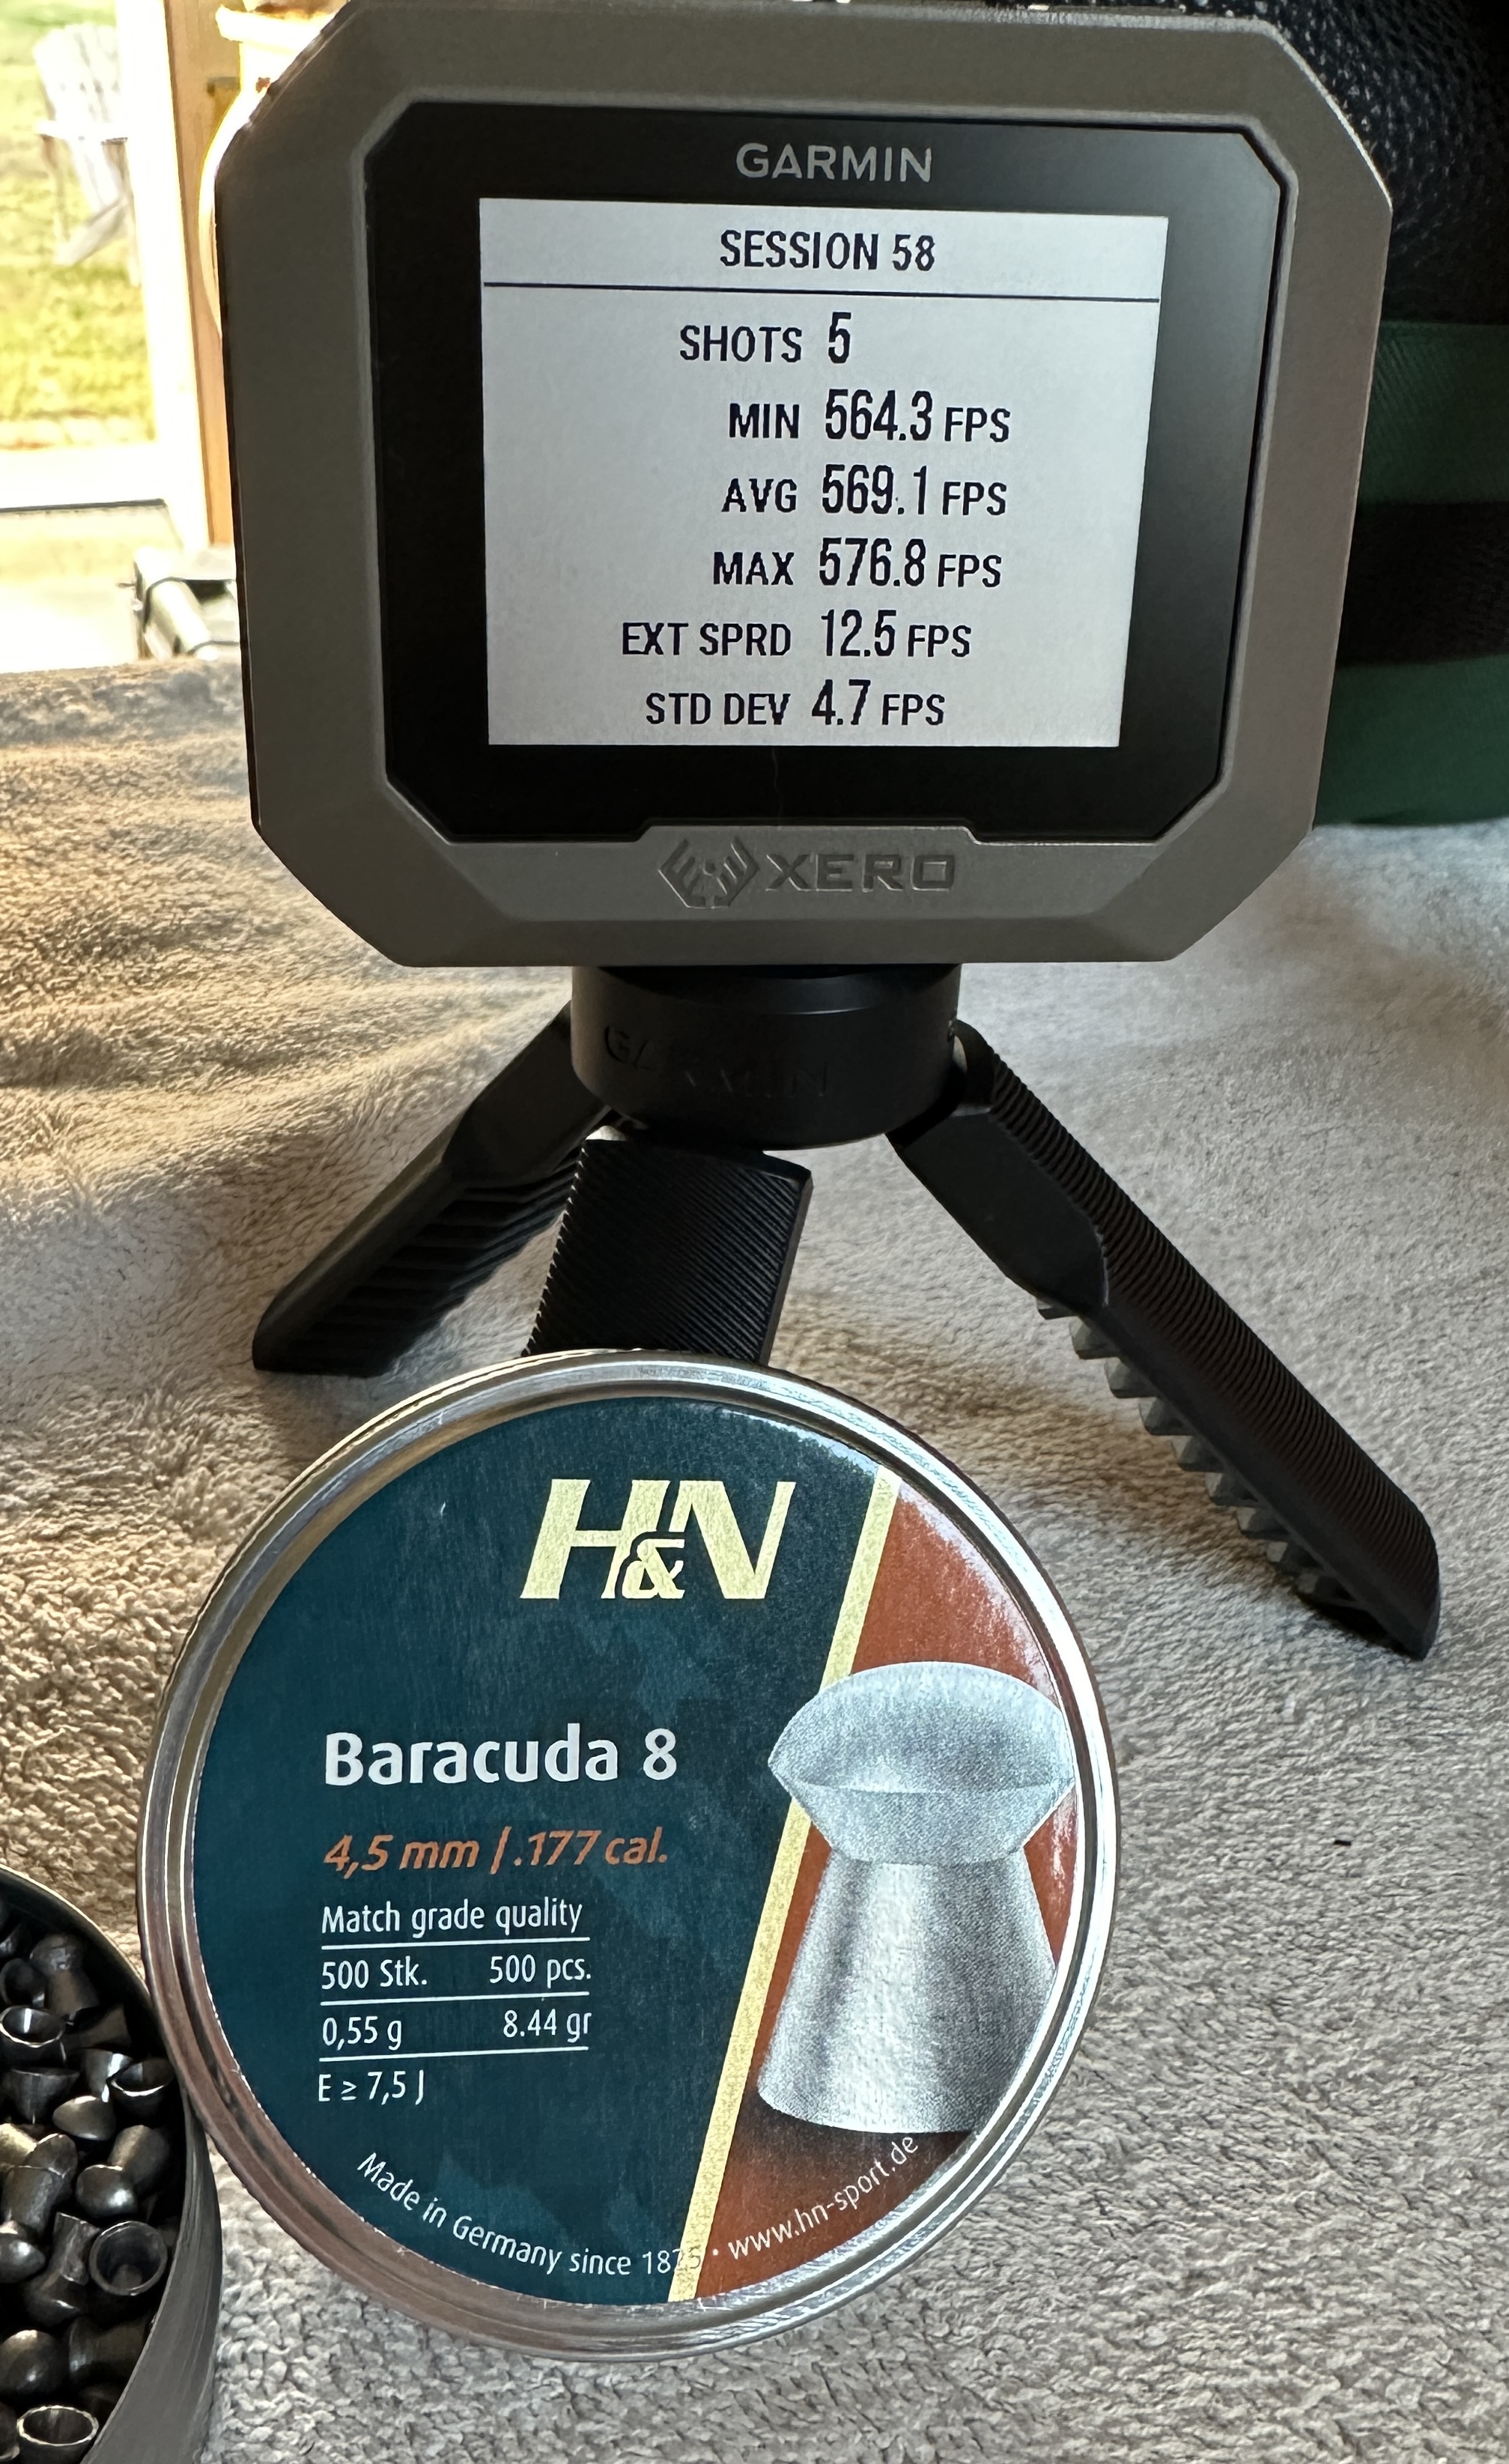 GARMIN
SESSION 58
SHOTS 5
MIN 564.3 FPS
AVG 569.1 FPS
MAX 576.8 FPS
EXT SPRD 12.5 FPS
STD DEV 4.7 FPS
XERO
GARMIN
H&N
Baracuda 8
4,5 mm | .177 cal.
Match grade quality
500 Stk. 500 pcs.
0,55 g 8.44 gr
E ≥ 7,5 J
Made in Germany since 1825 • www.hn-sport.de